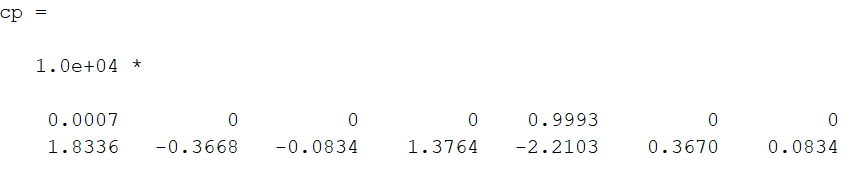 cp =
1.0e+04 *
0.0007 0 0 0 0.9993 0 0
1.8336 -0.3668 -0.0834 1.3764 -2.2103 0.3670 0.0834